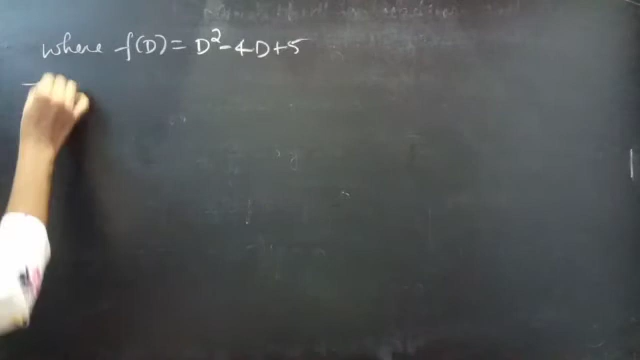 where f(D) = D² - 4D + 5